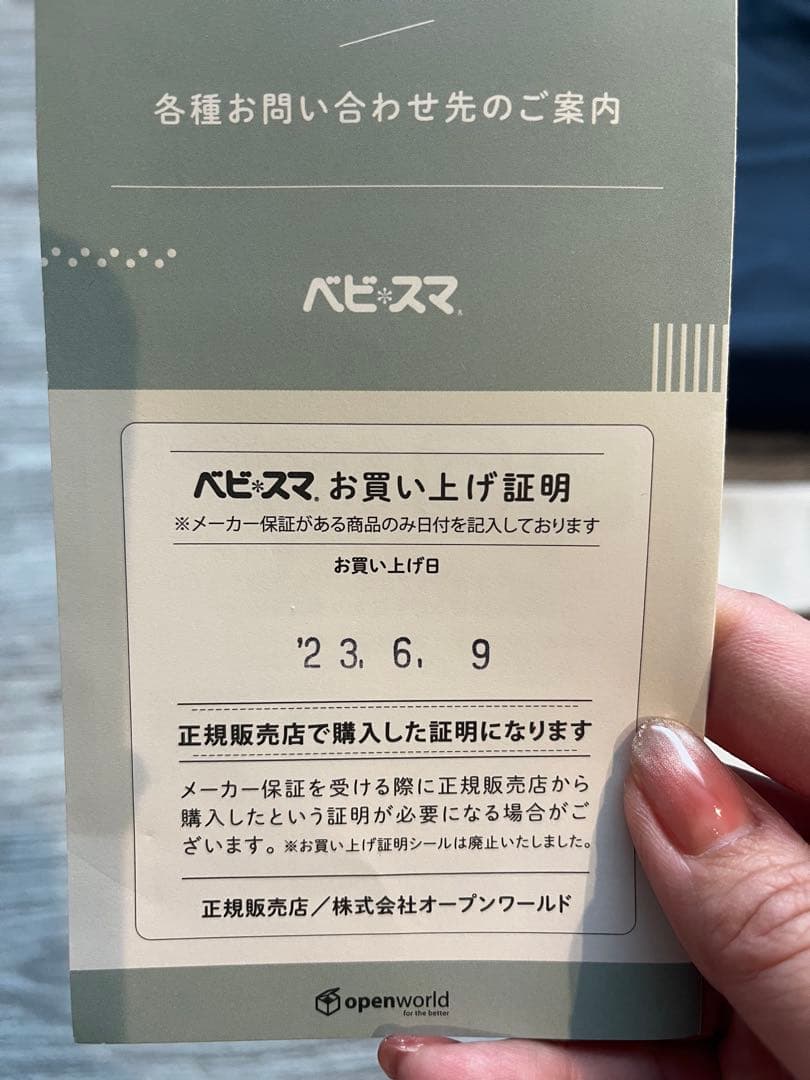 各種お問い合わせ先のご案内
ベビ*スマ®
ベビ*スマ® お買い上げ証明
※メーカー保証がある商品のみ日付を記入しております
お買い上げ日
'23. 6. 9
正規販売店で購入した証明になります
メーカー保証を受ける際に正規販売店から
購入したという証明が必要になる場合がご
ざいます。※お買い上げ証明シールは廃止いたしました。
正規販売店/株式会社オープンワールド
openworld
for the better